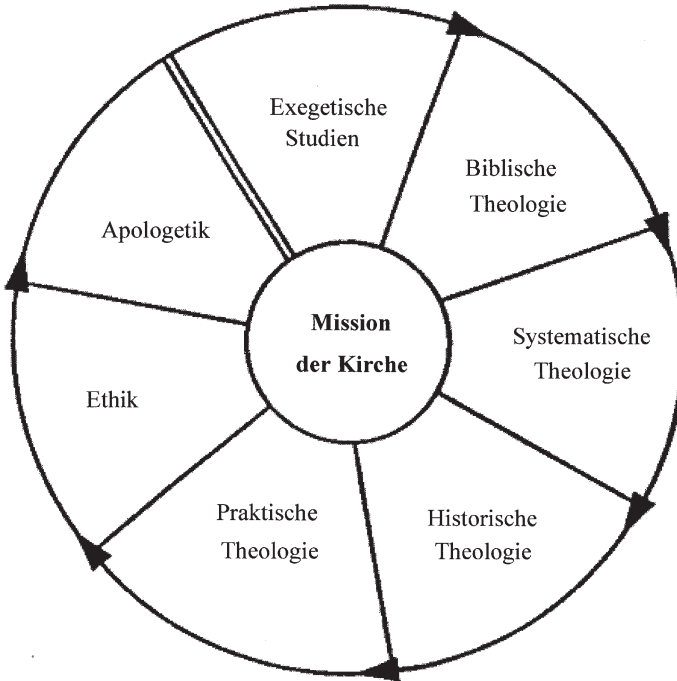 Exegetische
Studien
Biblische
Theologie
Systematische
Theologie
Historische
Theologie
Praktische
Theologie
Ethik
Apologetik
Mission
der Kirche